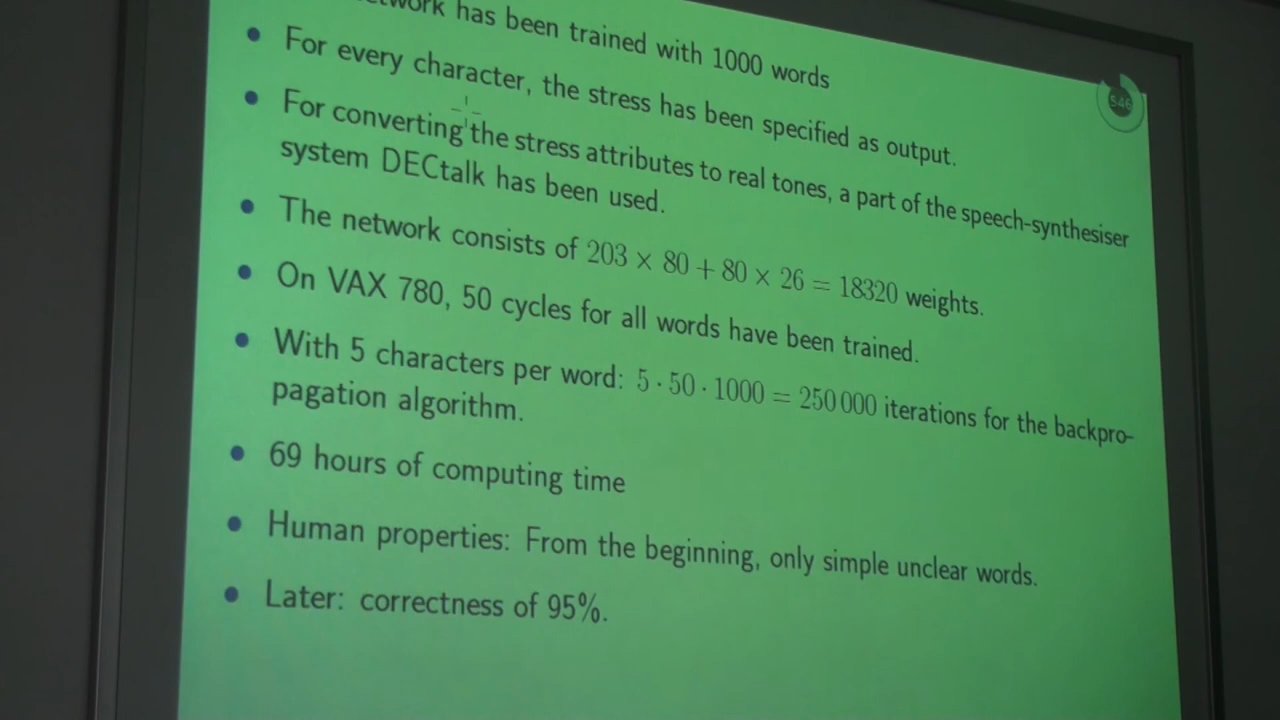 has been trained with 1000 words
• For every character, the stress has been specified as output.
• For converting the stress attributes to real tones, a part of the speech-synthesiser
system DECtalk has been used.
• The network consists of 203 × 80 + 80 × 26 = 18320 weights.
• On VAX 780, 50 cycles for all words have been trained.
• With 5 characters per word: 5 · 50 · 1000 = 250 000 iterations for the backpro-
pagation algorithm.
• 69 hours of computing time
• Human properties: From the beginning, only simple unclear words.
• Later: correctness of 95%.
546